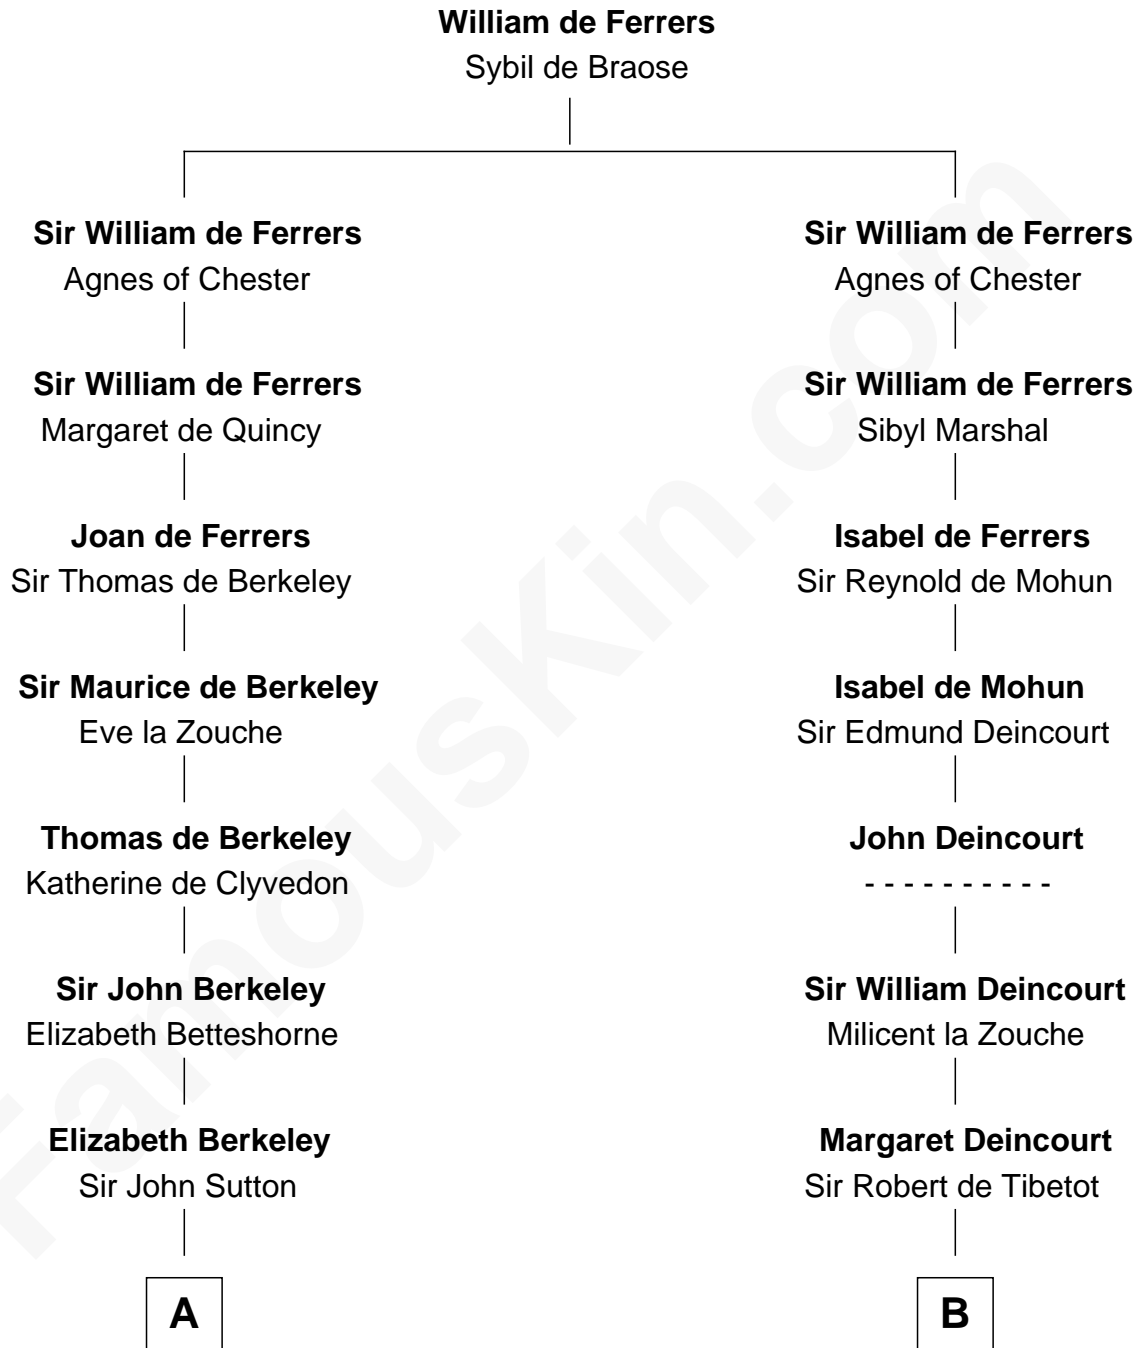 William de Ferrers
Sybil de Braose
Sir William de Ferrers
Agnes of Chester
Sir William de Ferrers
Margaret de Quincy
Joan de Ferrers
Sir Thomas de Berkeley
Sir Maurice de Berkeley
Eve la Zouche
Thomas de Berkeley
Katherine de Clyvedon
Sir John Berkeley
Elizabeth Betteshorne
Elizabeth Berkeley
Sir John Sutton
A
Sir William de Ferrers
Agnes of Chester
Sir William de Ferrers
Sibyl Marshal
Isabel de Ferrers
Sir Reynold de Mohun
Isabel de Mohun
Sir Edmund Deincourt
John Deincourt
- - - - - - - - - -
Sir William Deincourt
Milicent la Zouche
Margaret Deincourt
Sir Robert de Tibetot
B
FamousKin.com